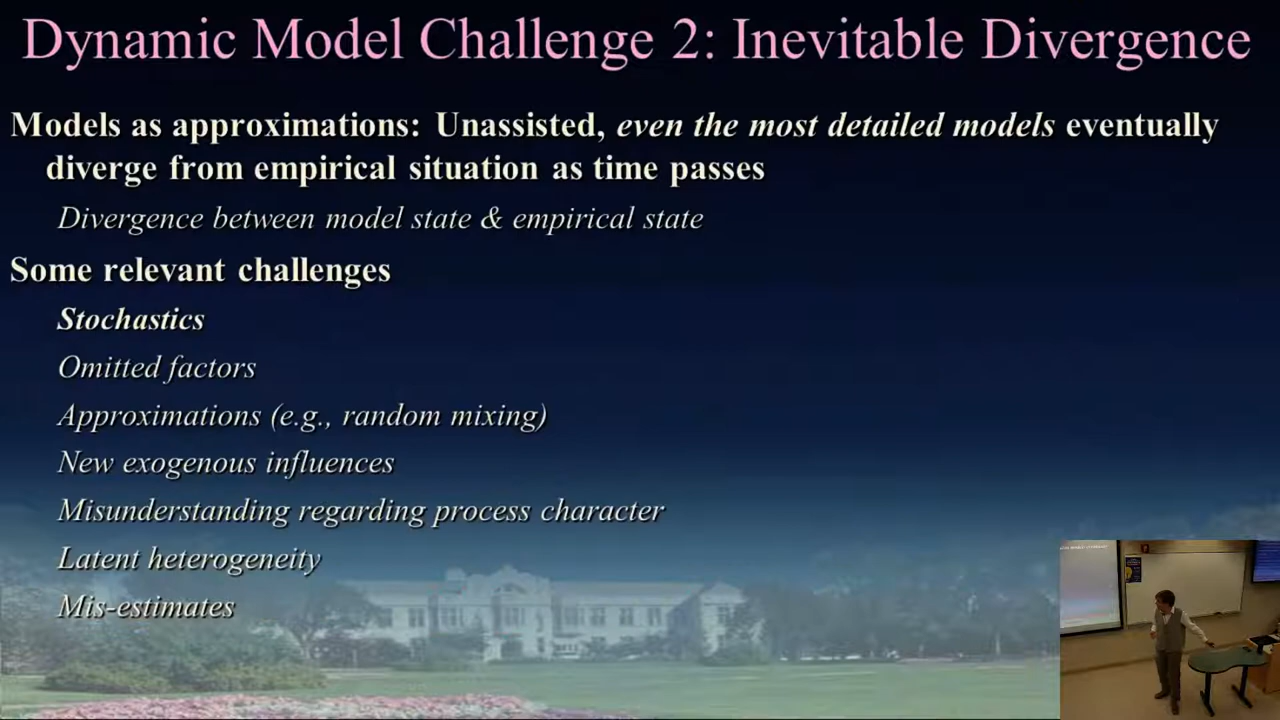 Dynamic Model Challenge 2: Inevitable Divergence
Models as approximations: Unassisted, even the most detailed models eventually
diverge from empirical situation as time passes
Divergence between model state & empirical state
Some relevant challenges
Stochastics
Omitted factors
Approximations (e.g., random mixing)
New exogenous influences
Misunderstanding regarding process character
Latent heterogeneity
Mis-estimates